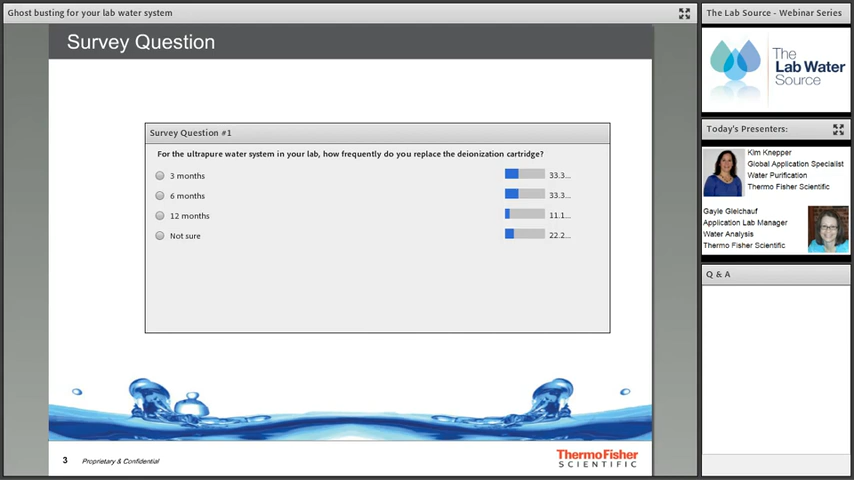 Ghost busting for your lab water system
Survey Question
Survey Question #1
For the ultrapure water system in your lab, how frequently do you replace the deionization cartridge?
3 months 33.3...
6 months 33.3...
12 months 11.1...
Not sure 22.2...
3 Proprietary & Confidential
ThermoFisher
SCIENTIFIC
The Lab Source - Webinar Series
The
Lab Water
Source
Today's Presenters:
Kim Knepper
Global Application Specialist
Water Purification
Thermo Fisher Scientific
Gayle Gleichauf
Application Lab Manager
Water Analysis
Thermo Fisher Scientific
Q & A